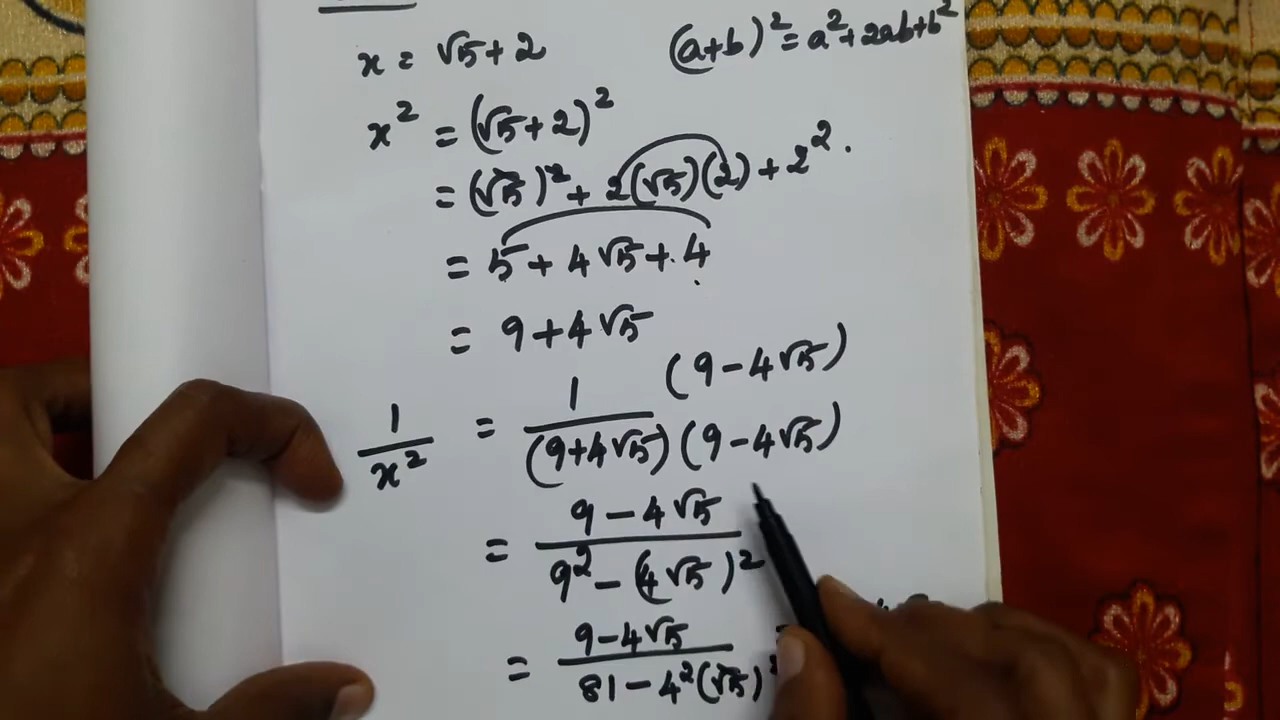 x = √5 + 2 (a+b)² = a² + 2ab + b²
x² = (√5 + 2)²
= (√5)² + 2(√5)(2) + 2².
= 5 + 4√5 + 4
= 9 + 4√5
1/x² = 1/(9+4√5) (9-4√5)/(9-4√5)
= (9 - 4√5)/(9² - (4√5)²)
= (9-4√5)/(81 - 4²(√5)²)